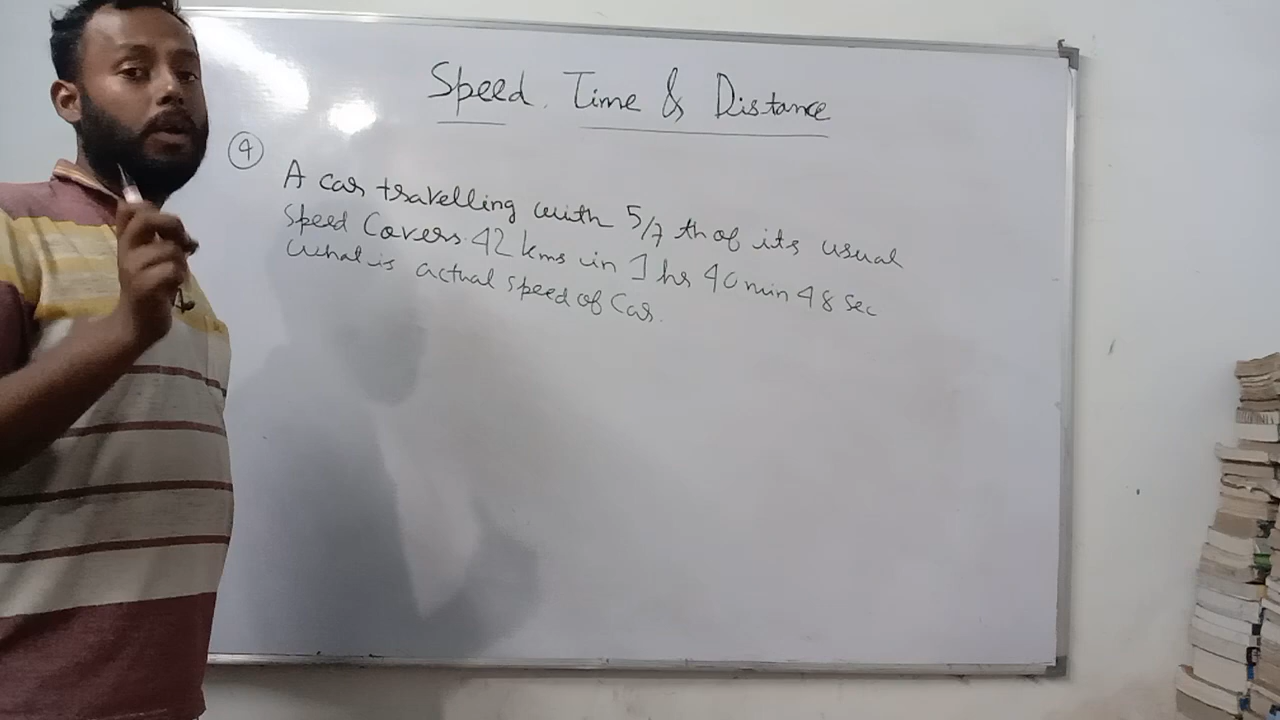 Speed, Time & Distance
④
A car travelling with 5/7 th of its usual
speed Covers 42 kms in 1 hr 40 min 48 sec
What is actual speed of Car.